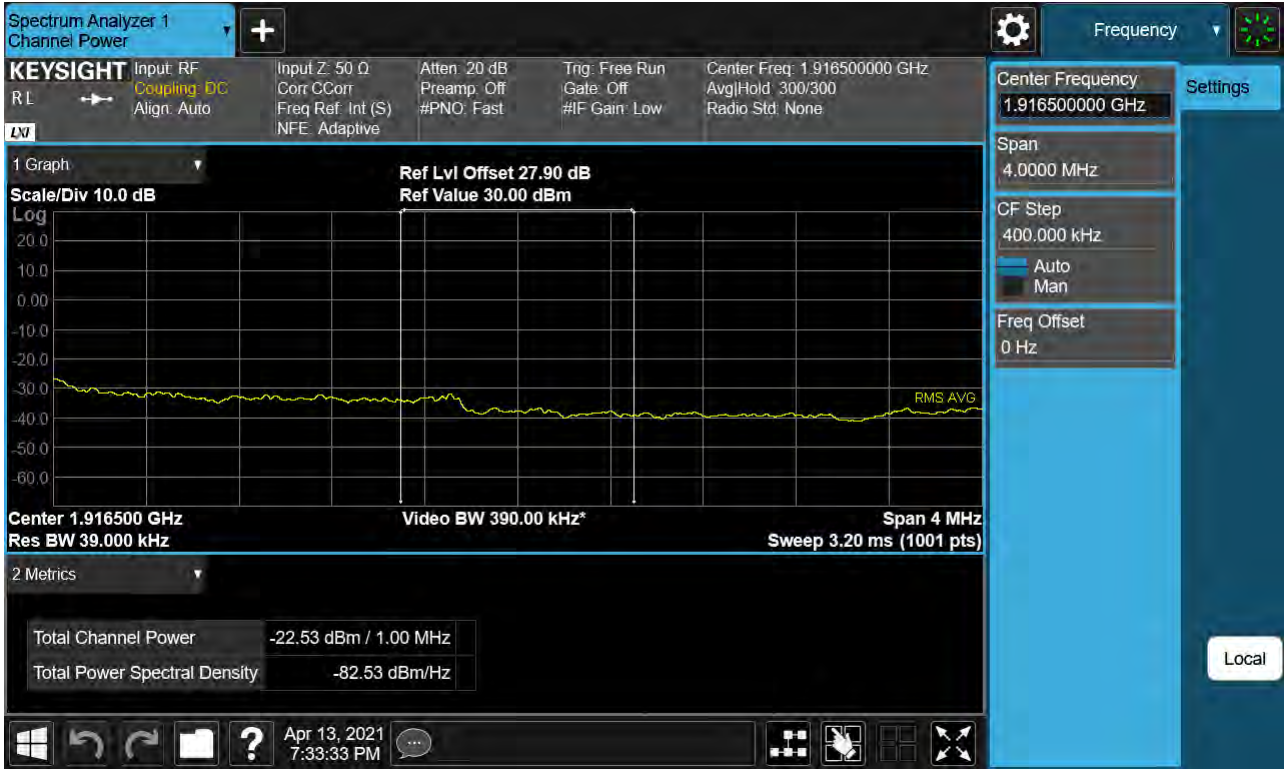 Spectrum Analyzer 1
Channel Power
+
Frequency
KEYSIGHT
R L
LXI
Input: RF
Coupling: DC
Align: Auto
Input Z: 50 Ω
Corr CCorr
Freq Ref: Int (S)
NFE: Adaptive
Atten: 20 dB
Preamp: Off
#PNO: Fast
Trig: Free Run
Gate: Off
#IF Gain: Low
Center Freq: 1.916500000 GHz
Avg|Hold: 300/300
Radio Std: None
Center Frequency
1.916500000 GHz
Settings
Span
4.0000 MHz
CF Step
400.000 kHz
Auto
Man
Freq Offset
0 Hz
1 Graph
Scale/Div 10.0 dB
Ref Lvl Offset 27.90 dB
Ref Value 30.00 dBm
Log
20.0
10.0
0.00
-10.0
-20.0
-30.0
-40.0
-50.0
-60.0
RMS AVG
Center 1.916500 GHz
Res BW 39.000 kHz
Video BW 390.00 kHz*
Span 4 MHz
Sweep 3.20 ms (1001 pts)
2 Metrics
Total Channel Power -22.53 dBm / 1.00 MHz
Total Power Spectral Density -82.53 dBm/Hz
Local
?
Apr 13, 2021
7:33:33 PM